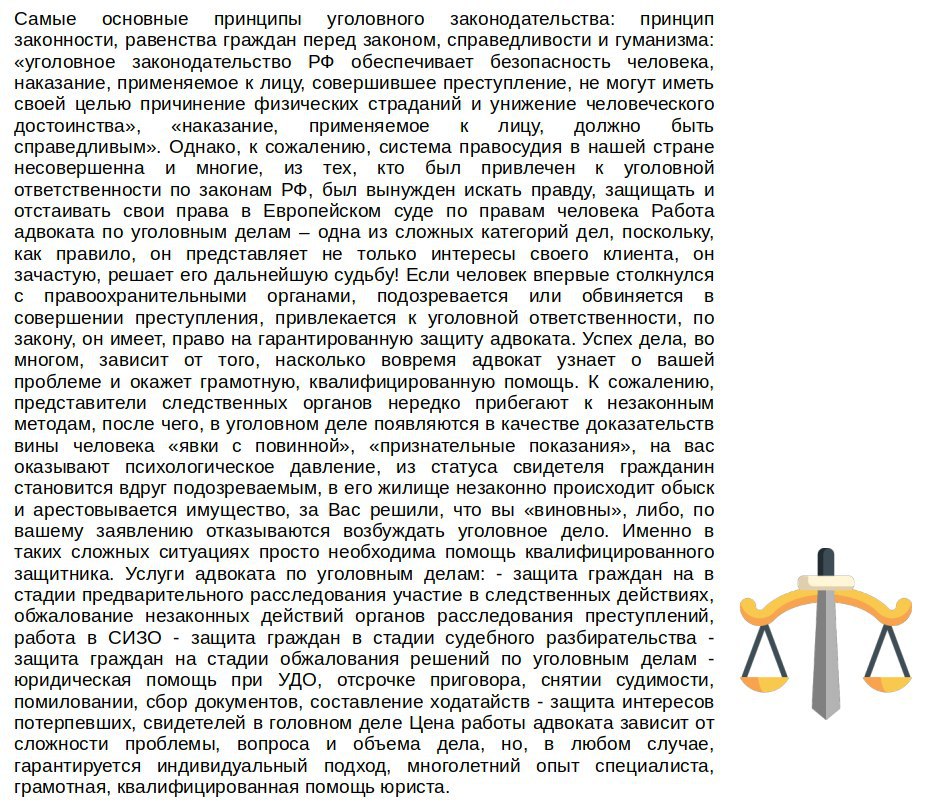 Самые основные принципы уголовного законодательства: принцип
законности, равенства граждан перед законом, справедливости и гуманизма:
«уголовное законодательство РФ обеспечивает безопасность человека,
наказание, применяемое к лицу, совершившее преступление, не могут иметь
своей целью причинение физических страданий и унижение человеческого
достоинства», «наказание, применяемое к лицу, должно быть
справедливым». Однако, к сожалению, система правосудия в нашей стране
несовершенна и многие, из тех, кто был привлечен к уголовной
ответственности по законам РФ, был вынужден искать правду, защищать и
отстаивать свои права в Европейском суде по правам человека Работа
адвоката по уголовным делам – одна из сложных категорий дел, поскольку,
как правило, он представляет не только интересы своего клиента, он
зачастую, решает его дальнейшую судьбу! Если человек впервые столкнулся
с правоохранительными органами, подозревается или обвиняется в
совершении преступления, привлекается к уголовной ответственности, по
закону, он имеет, право на гарантированную защиту адвоката. Успех дела, во
многом, зависит от того, насколько вовремя адвокат узнает о вашей
проблеме и окажет грамотную, квалифицированную помощь. К сожалению,
представители следственных органов нередко прибегают к незаконным
методам, после чего, в уголовном деле появляются в качестве доказательств
вины человека «явки с повинной», «признательные показания», на вас
оказывают психологическое давление, из статуса свидетеля гражданин
становится вдруг подозреваемым, в его жилище незаконно происходит обыск
и арестовывается имущество, за Вас решили, что вы «виновны», либо, по
вашему заявлению отказываются возбуждать уголовное дело. Именно в
таких сложных ситуациях просто необходима помощь квалифицированного
защитника. Услуги адвоката по уголовным делам: - защита граждан на в
стадии предварительного расследования участие в следственных действиях,
обжалование незаконных действий органов расследования преступлений,
работа в СИЗО - защита граждан в стадии судебного разбирательства -
защита граждан на стадии обжалования решений по уголовным делам -
юридическая помощь при УДО, отсрочке приговора, снятии судимости,
помиловании, сбор документов, составление ходатайств - защита интересов
потерпевших, свидетелей в головном деле Цена работы адвоката зависит от
сложности проблемы, вопроса и объема дела, но, в любом случае,
гарантируется индивидуальный подход, многолетний опыт специалиста,
грамотная, квалифицированная помощь юриста.